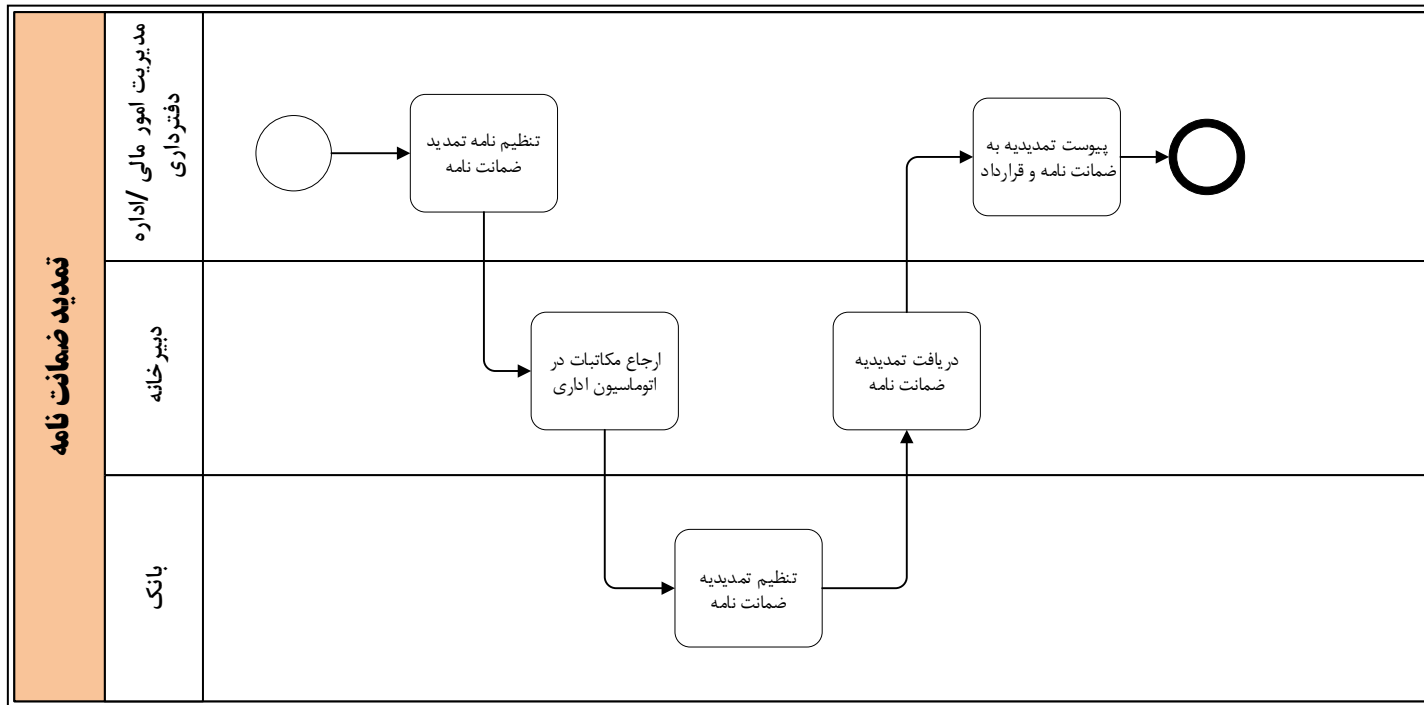 تمدید ضمانت نامه
مدیریت امور مالی /اداره
دفترداری
تنظیم نامه تمدید
ضمانت نامه
پیوست تمدیدیه به
ضمانت نامه و قرارداد
دبیرخانه
ارجاع مکاتبات در
اتوماسیون اداری
دریافت تمدیدیه
ضمانت نامه
بانک
تنظیم تمدیدیه
ضمانت نامه